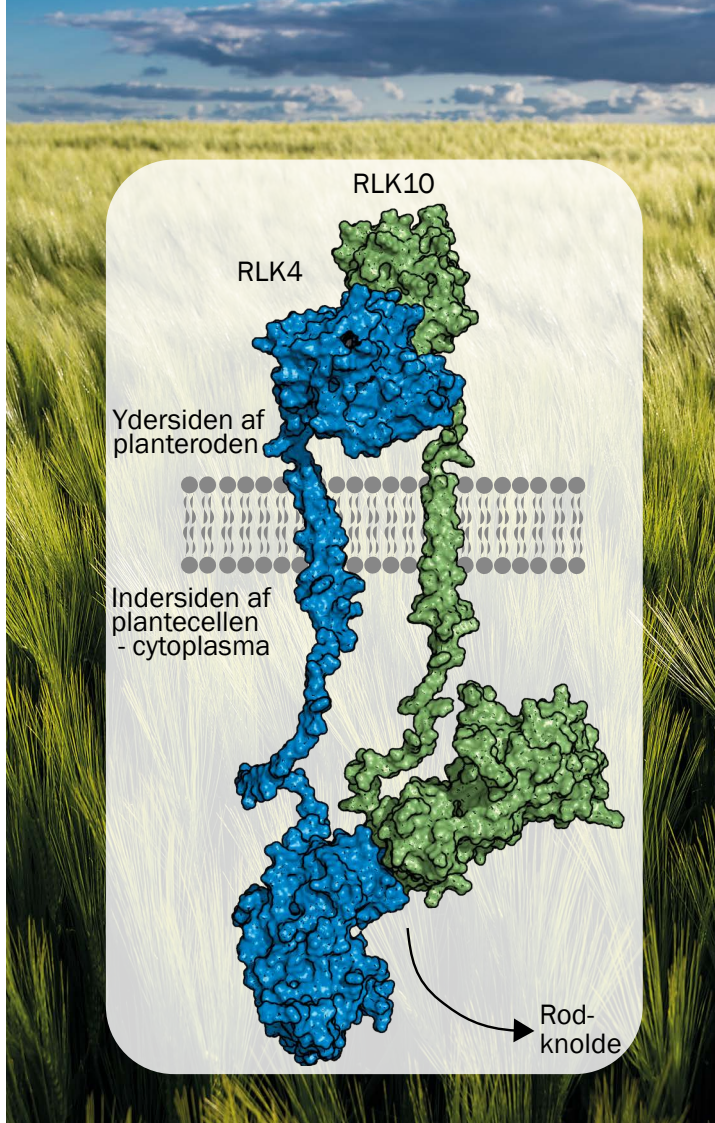 RLK10
RLK4
Ydersiden af
planteroden
Indersiden af
plantecellen
- cytoplasma
Rod-
knolde